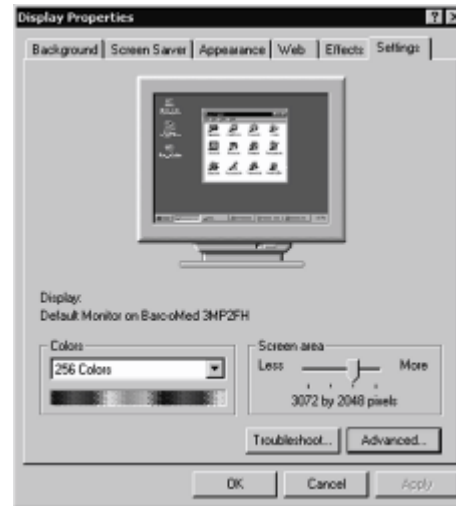 Display Properties
Background Screen Saver Appearance Web Effects Settings
Display:
Default Monitor on BarcoMed 3MP2FH
Colors
256 Colors
Screen area
Less More
3072 by 2048 pixels
Troubleshoot... Advanced...
OK Cancel Apply